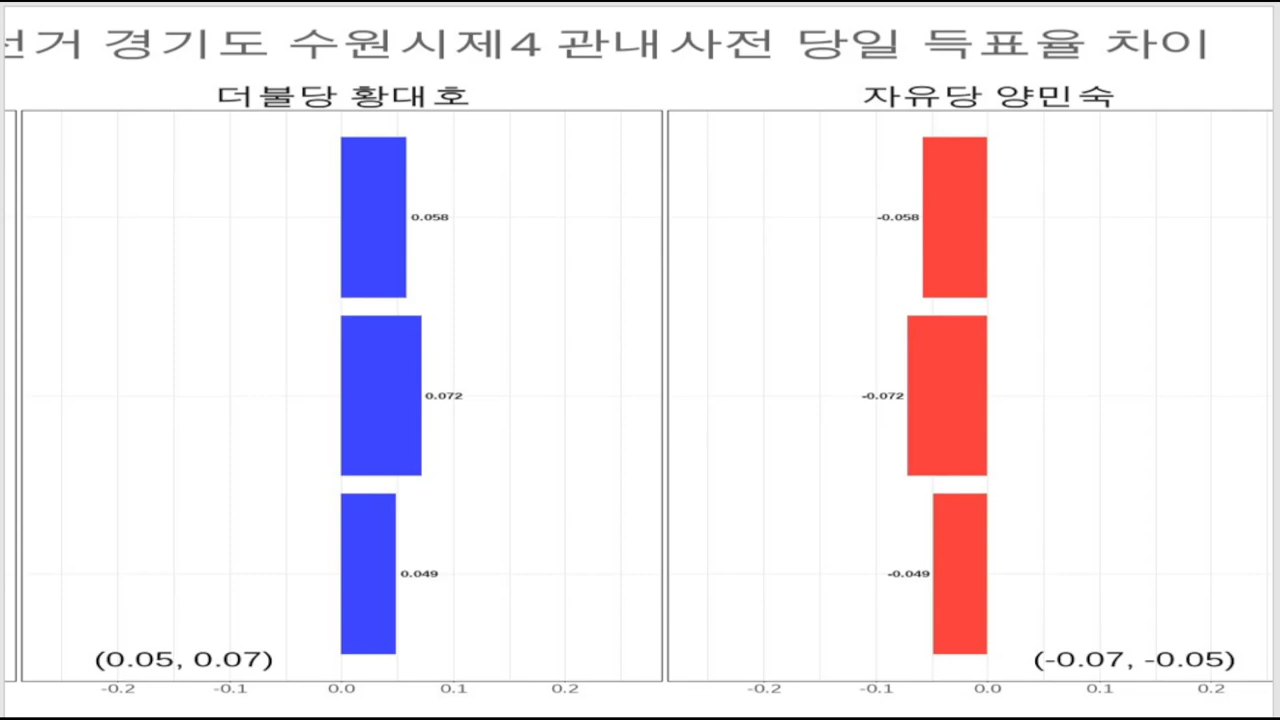 선거 경기도 수원시제4 관내사전 당일 득표율 차이
더불당 황대호
자유당 양민숙
0.058
-0.058
0.072
-0.072
0.049
-0.049
(0.05, 0.07)
(-0.07, -0.05)
-0.2 -0.1 0.0 0.1 0.2
-0.2 -0.1 0.0 0.1 0.2